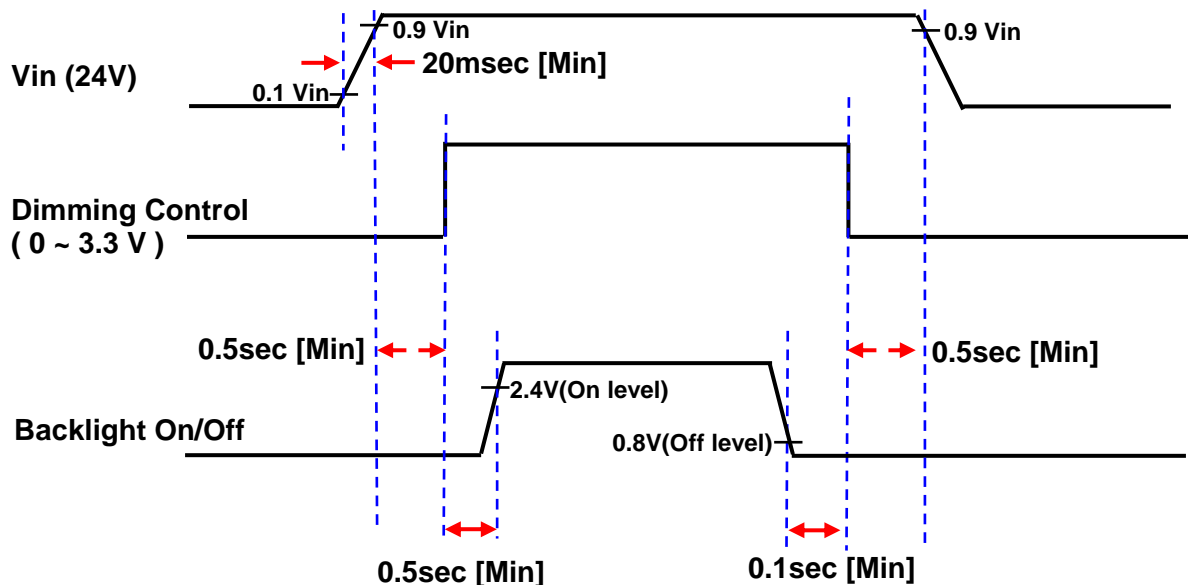 0.9 Vin
0.9 Vin
Vin (24V)
20msec [Min]
0.1 Vin
Dimming Control
( 0 ~ 3.3 V )
0.5sec [Min]
0.5sec [Min]
2.4V(On level)
Backlight On/Off
0.8V(Off level)
0.5sec [Min]
0.1sec [Min]